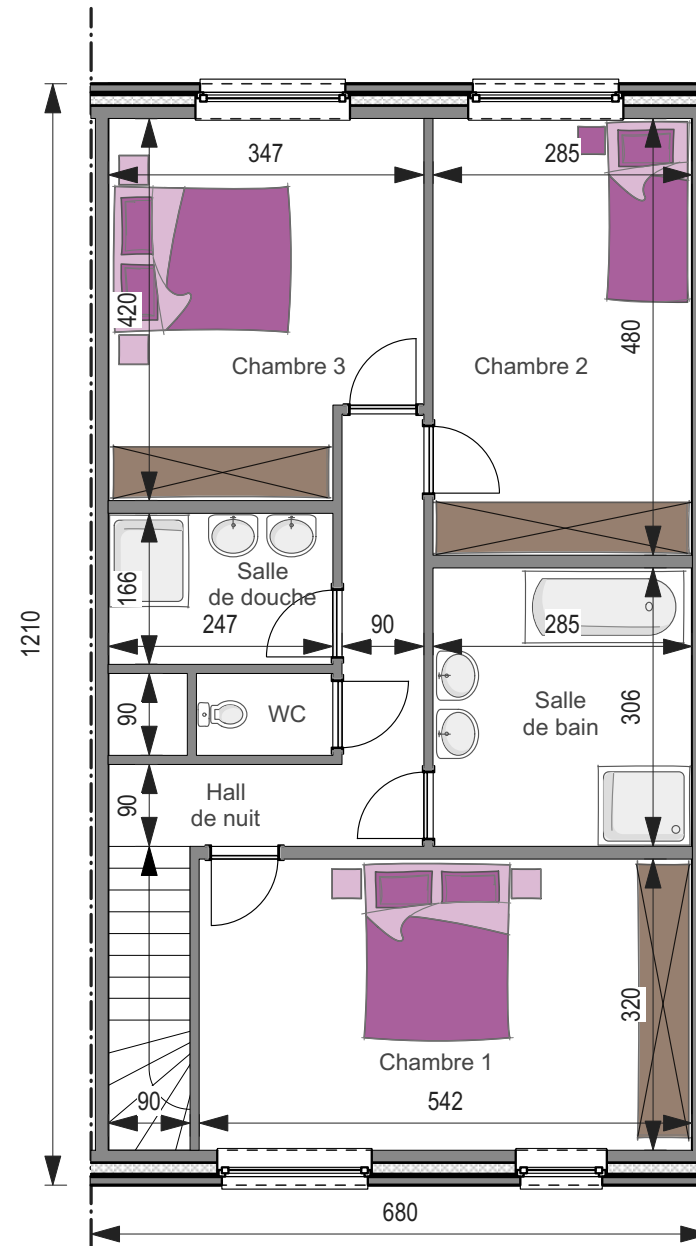 347
285
420
480
Chambre 3
Chambre 2
166
Salle
de douche
247
90
285
1210
90
WC
Salle
de bain
306
90
Hall
de nuit
320
Chambre 1
90
542
680